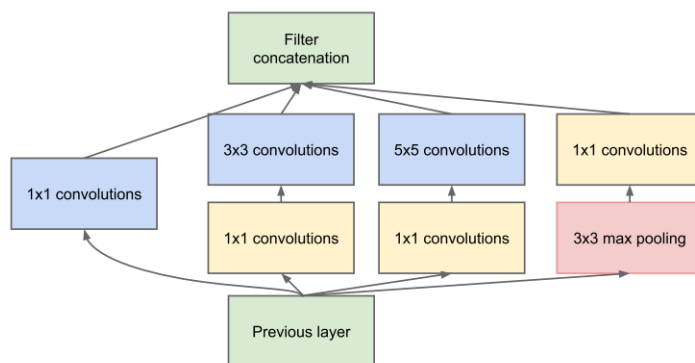 Filter
concatenation
3x3 convolutions
5x5 convolutions
1x1 convolutions
1x1 convolutions
1x1 convolutions
1x1 convolutions
3x3 max pooling
Previous layer